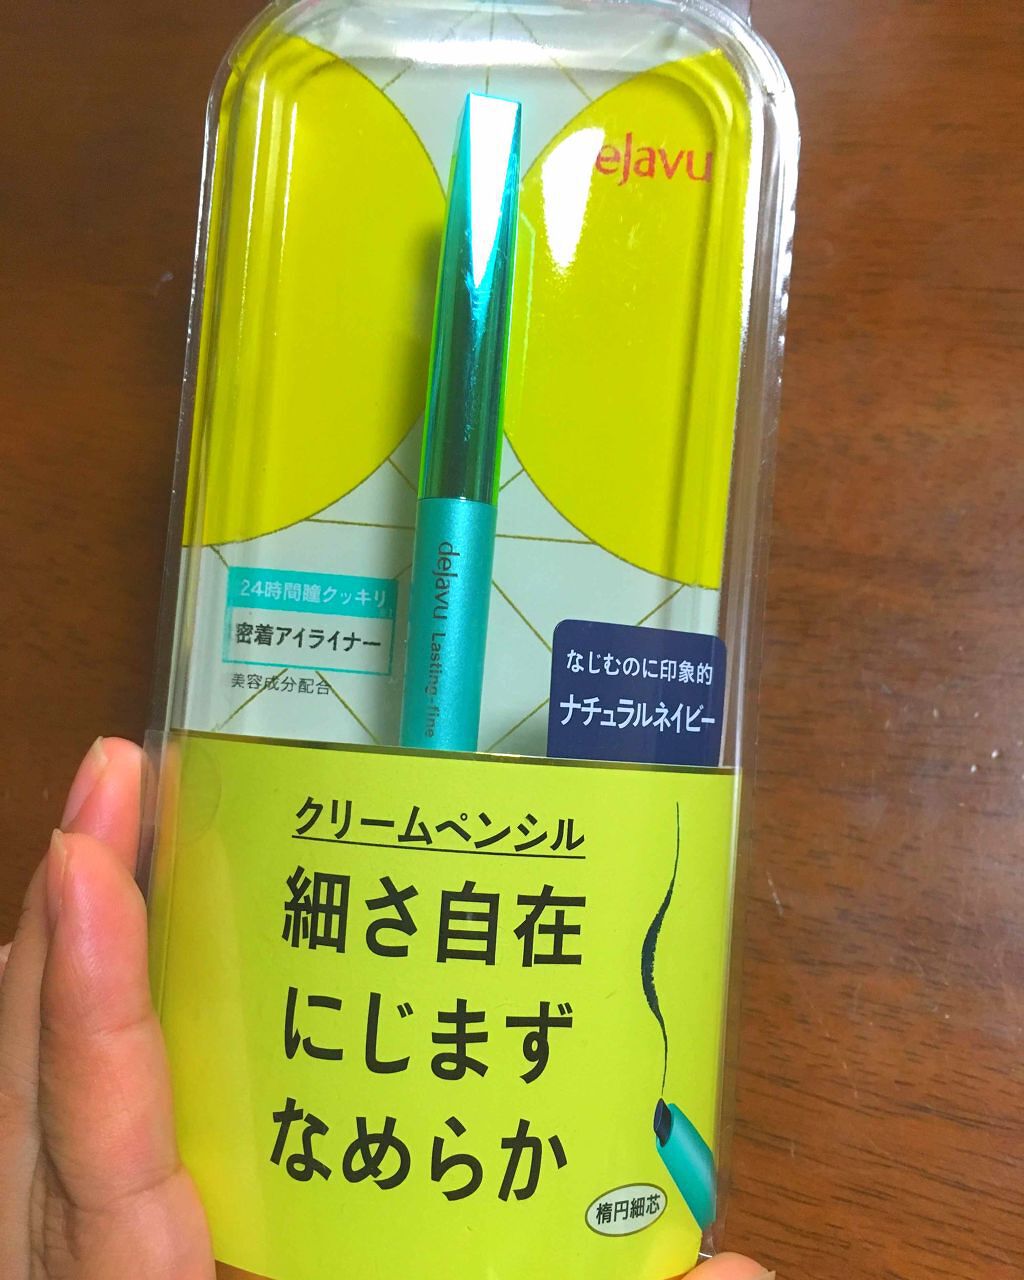 eJavu
deJavu Lasting-fine
24時間瞳クッキリ
密着アイライナー
美容成分配合
なじむのに印象的
ナチュラルネイビー
クリームペンシル
細さ自在
にじまず
なめらか
楕円細芯